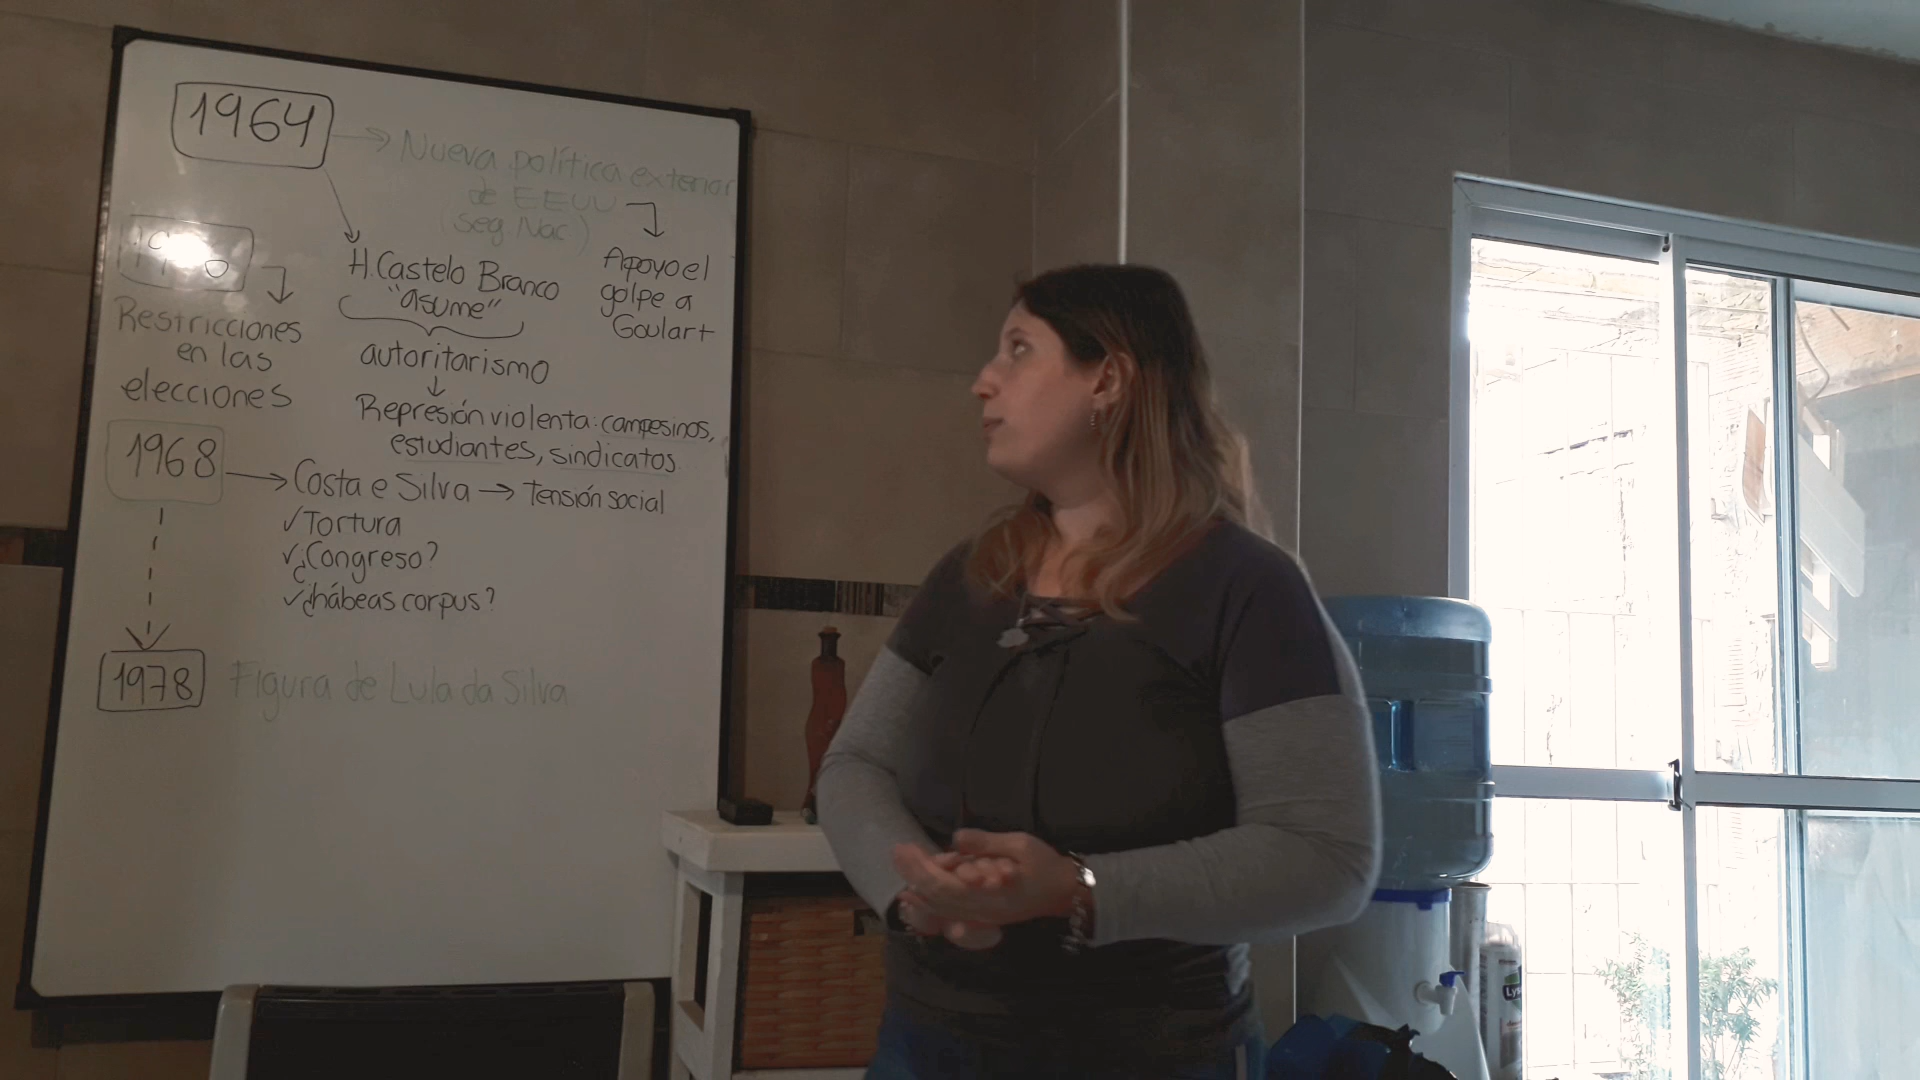 1964
Nueva política exterior
de EEUU
(seg Nac)
Apoyo el
golpe a
Goulart
H. Castelo Branco
"asume"
autoritarismo
Represión violenta: campesinos,
estudiantes, sindicatos
Restricciones
en las
elecciones
1968
Costa e Silva → Tensión social
✓ Tortura
✓ ¿Congreso?
✓ ¿hábeas corpus?
1978
Figura de Lula da Silva